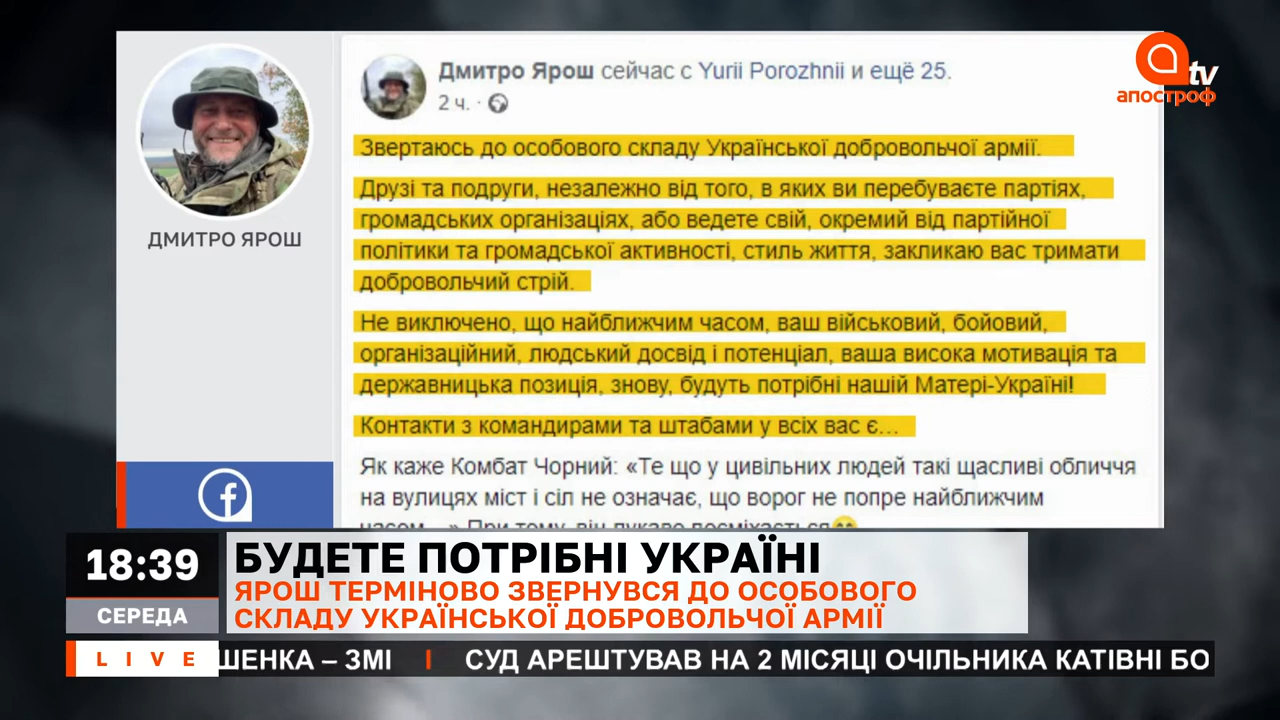 tv
апостроф
Дмитро Ярош сейчас с Yurii Porozhnii и ещё 25.
2 ч.
ДМИТРО ЯРОШ
Звертаюсь до особового складу Української добровольчої армії.
Друзі та подруги, незалежно від того, в яких ви перебуваєте партіях,
громадських організаціях, або ведете свій, окремий від партійної
політики та громадської активності, стиль життя, закликаю вас тримати
добровольчий стрій.
Не виключено, що найближчим часом, ваш військовий, бойовий,
організаційний, людський досвід і потенціал, ваша висока мотивація та
державницька позиція, знову, будуть потрібні нашій Матері-Україні!
Контакти з командирами та штабами у всіх вас є...
Як каже Комбат Чорний: «Те що у цивільних людей такі щасливі обличчя
на вулицях міст і сіл не означає, що ворог не попре найближчим
часом...» При тому, він лукаво посміхається😊
18:39
СЕРЕДА
БУДЕТЕ ПОТРІБНІ УКРАЇНІ
ЯРОШ ТЕРМІНОВО ЗВЕРНУВСЯ ДО ОСОБОВОГО
СКЛАДУ УКРАЇНСЬКОЇ ДОБРОВОЛЬЧОЇ АРМІЇ
LIVE ШЕНКА – ЗМІ | СУД АРЕШТУВАВ НА 2 МІСЯЦІ ОЧІЛЬНИКА КАТІВНІ БО